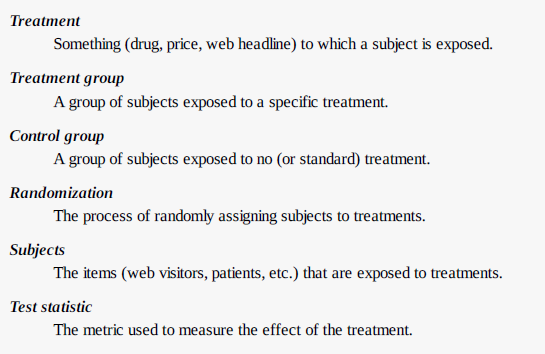 Treatment
Something (drug, price, web headline) to which a subject is exposed.
Treatment group
A group of subjects exposed to a specific treatment.
Control group
A group of subjects exposed to no (or standard) treatment.
Randomization
The process of randomly assigning subjects to treatments.
Subjects
The items (web visitors, patients, etc.) that are exposed to treatments.
Test statistic
The metric used to measure the effect of the treatment.